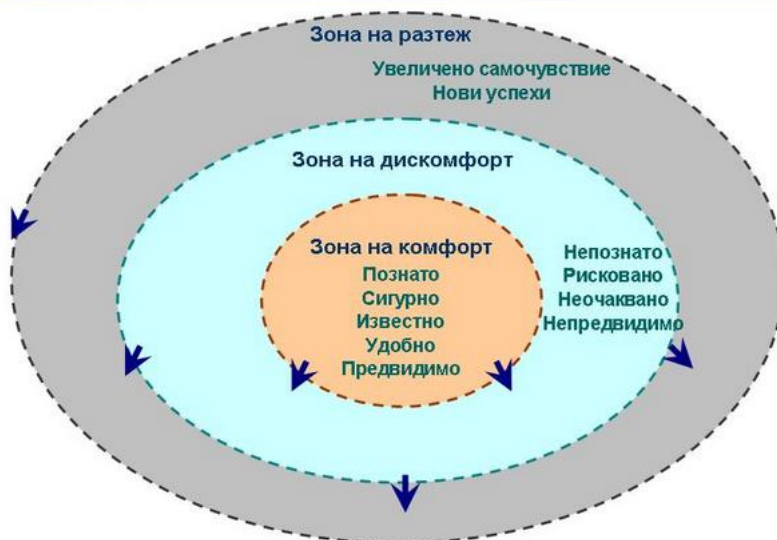 Зона на разтеж
Увеличено самочувствие
Нови успехи
Зона на дискомфорт
Зона на комфорт
Познато
Сигурно
Известно
Удобно
Предвидимо
Непознато
Рисковано
Неочаквано
Непредвидимо